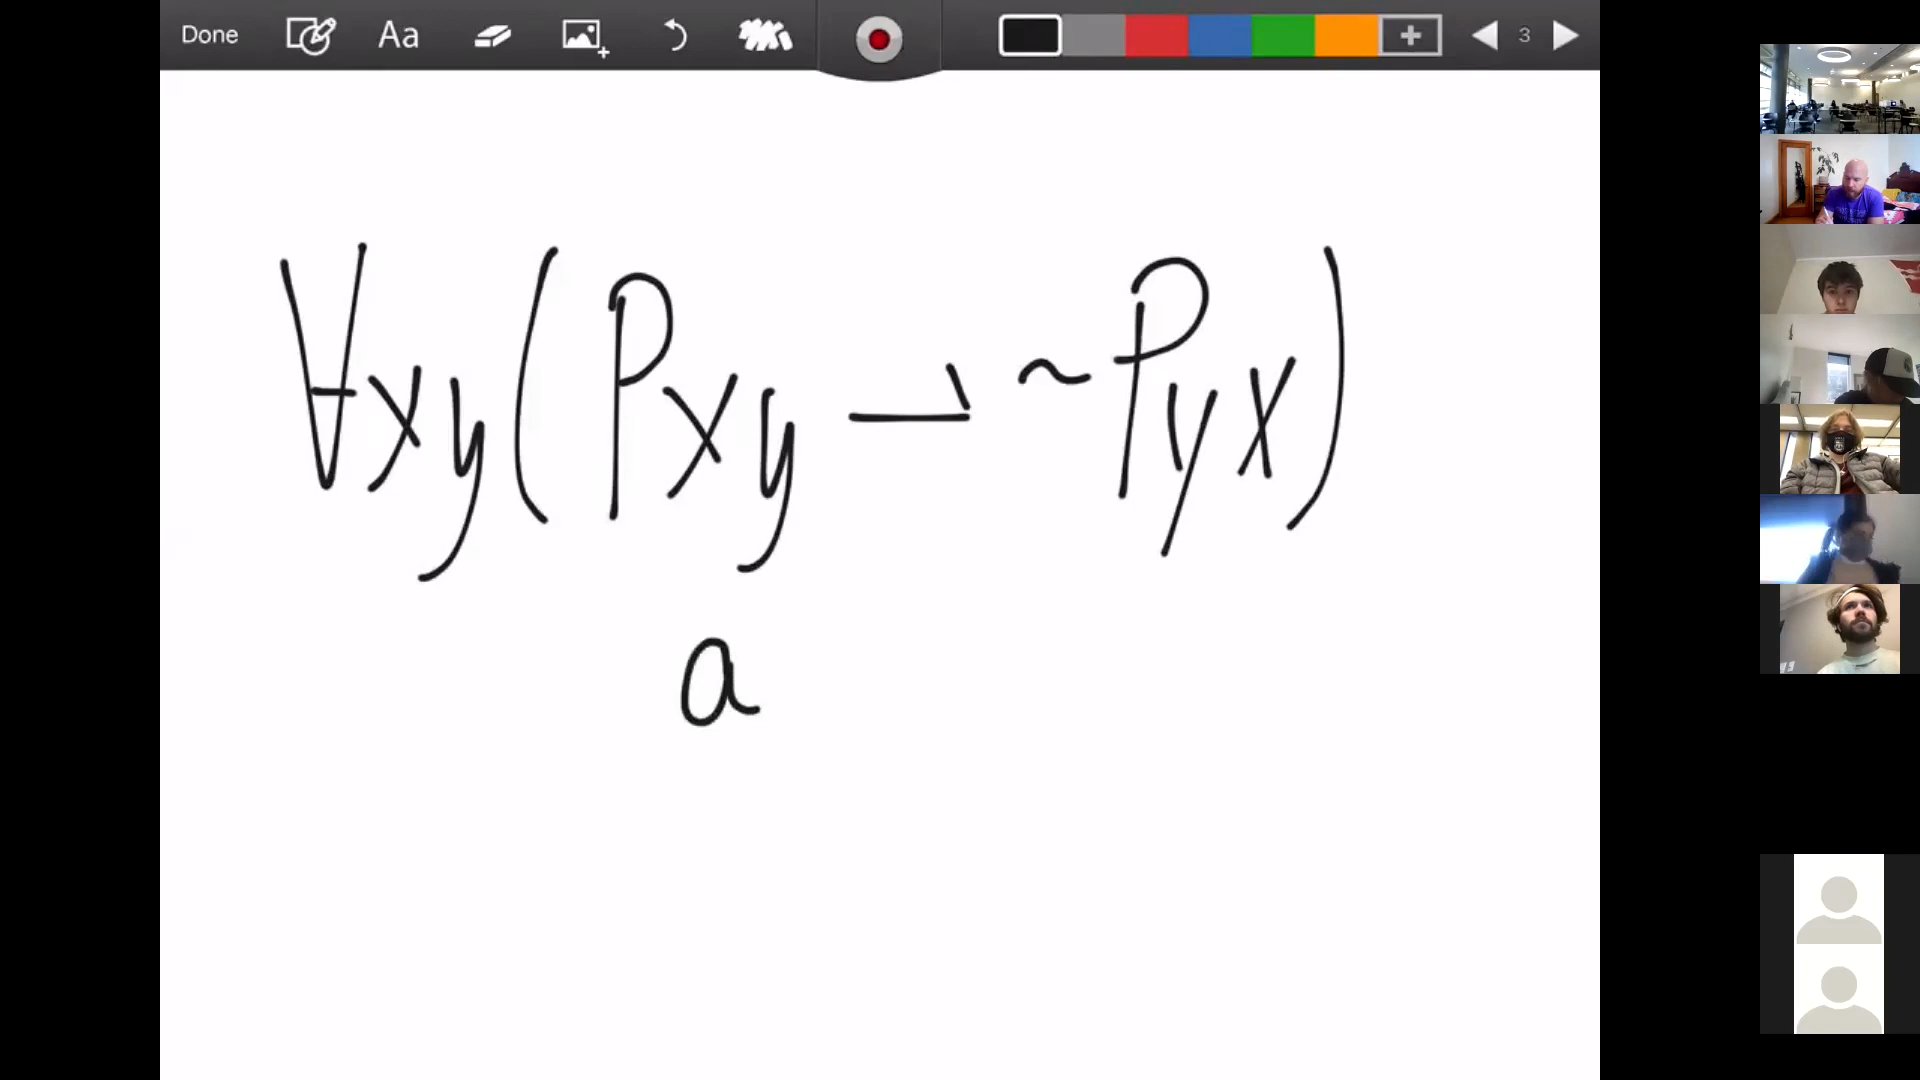 Done Aa 3
∀xy(Pxy → ~Pyx)
a